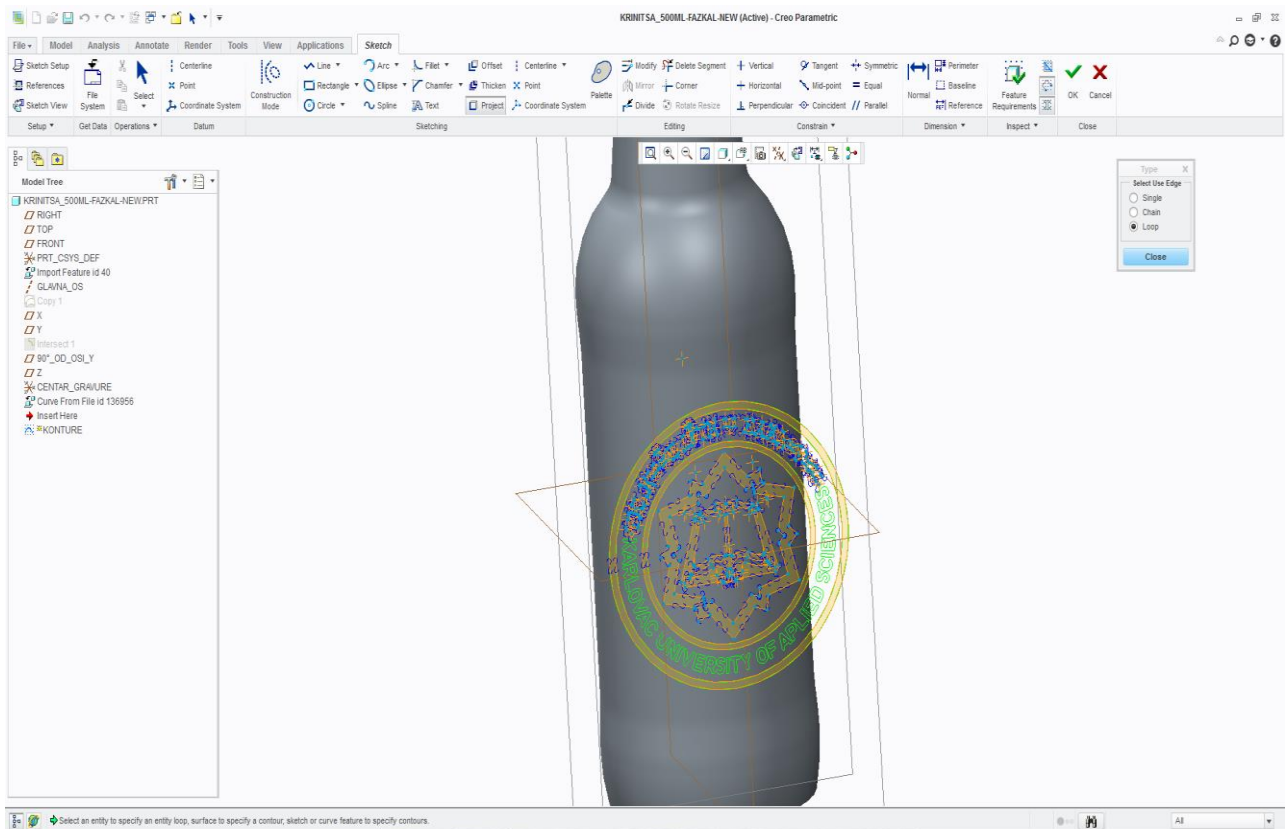 KRINITSA_500ML-FAZKAL-NEW (Active) - Creo Parametric
File Model Analysis Annotate Render Tools View Applications Sketch
Sketch Setup
References
Sketch View
Setup
File System
Get Data
Select
Operations
Centerline
Point
Coordinate System
Datum
Construction Mode
Line Arc Fillet Offset Centerline
Rectangle Ellipse Chamfer Thicken Point
Circle Spline Text Project Coordinate System
Palette
Sketching
Modify Delete Segment
Mirror Corner
Divide Rotate Resize
Editing
Vertical Tangent Symmetric
Horizontal Mid-point Equal
Perpendicular Coincident Parallel
Constrain
Normal
Perimeter
Baseline
Reference
Dimension
Feature Requirements
Inspect
OK Cancel
Close
Model Tree
KRINITSA_500ML-FAZKAL-NEW.PRT
RIGHT
TOP
FRONT
PRT_CSYS_DEF
Import Feature id 40
GLAVNA_OS
Copy 1
X
Y
Intersect 1
90°_OD_OSI_Y
Z
CENTAR_GRAVURE
Curve From File id 136956
Insert Here
KONTURE
Type X
Select Use Edge
Single
Chain
Loop
Close
UNIVERSITY OF APLIED SCIENCES
Select an entity to specify an entity loop, surface to specify a contour, sketch or curve feature to specify contours.
All